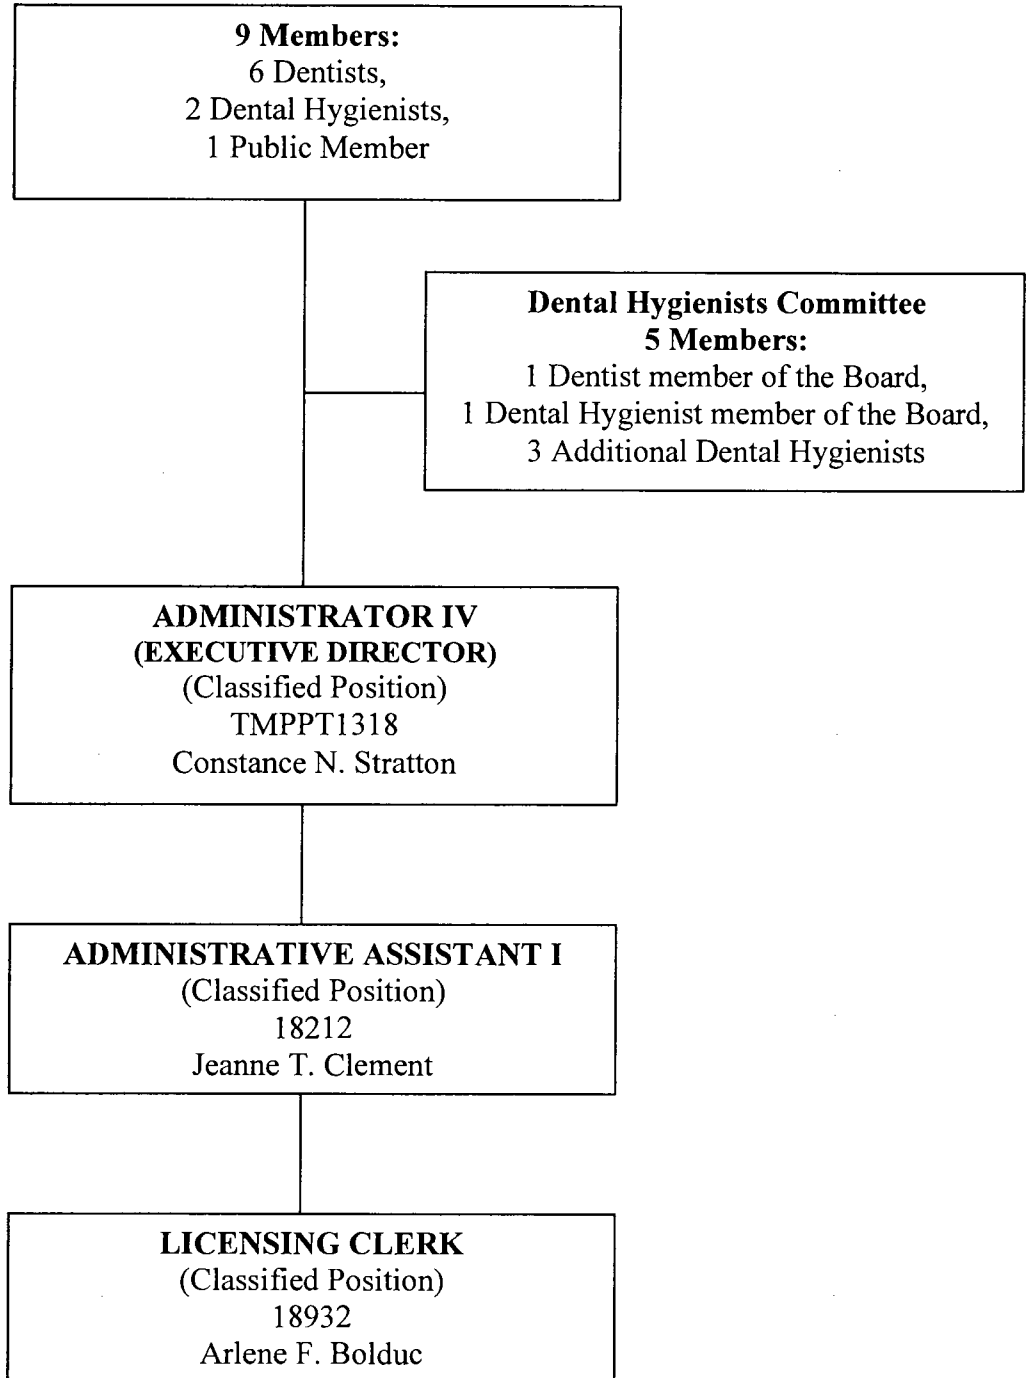 9 Members:
6 Dentists,
2 Dental Hygienists,
1 Public Member
Dental Hygienists Committee
5 Members:
1 Dentist member of the Board,
1 Dental Hygienist member of the Board,
3 Additional Dental Hygienists
ADMINISTRATOR IV
(EXECUTIVE DIRECTOR)
(Classified Position)
TMPPT1318
Constance N. Stratton
ADMINISTRATIVE ASSISTANT I
(Classified Position)
18212
Jeanne T. Clement
LICENSING CLERK
(Classified Position)
18932
Arlene F. Bolduc